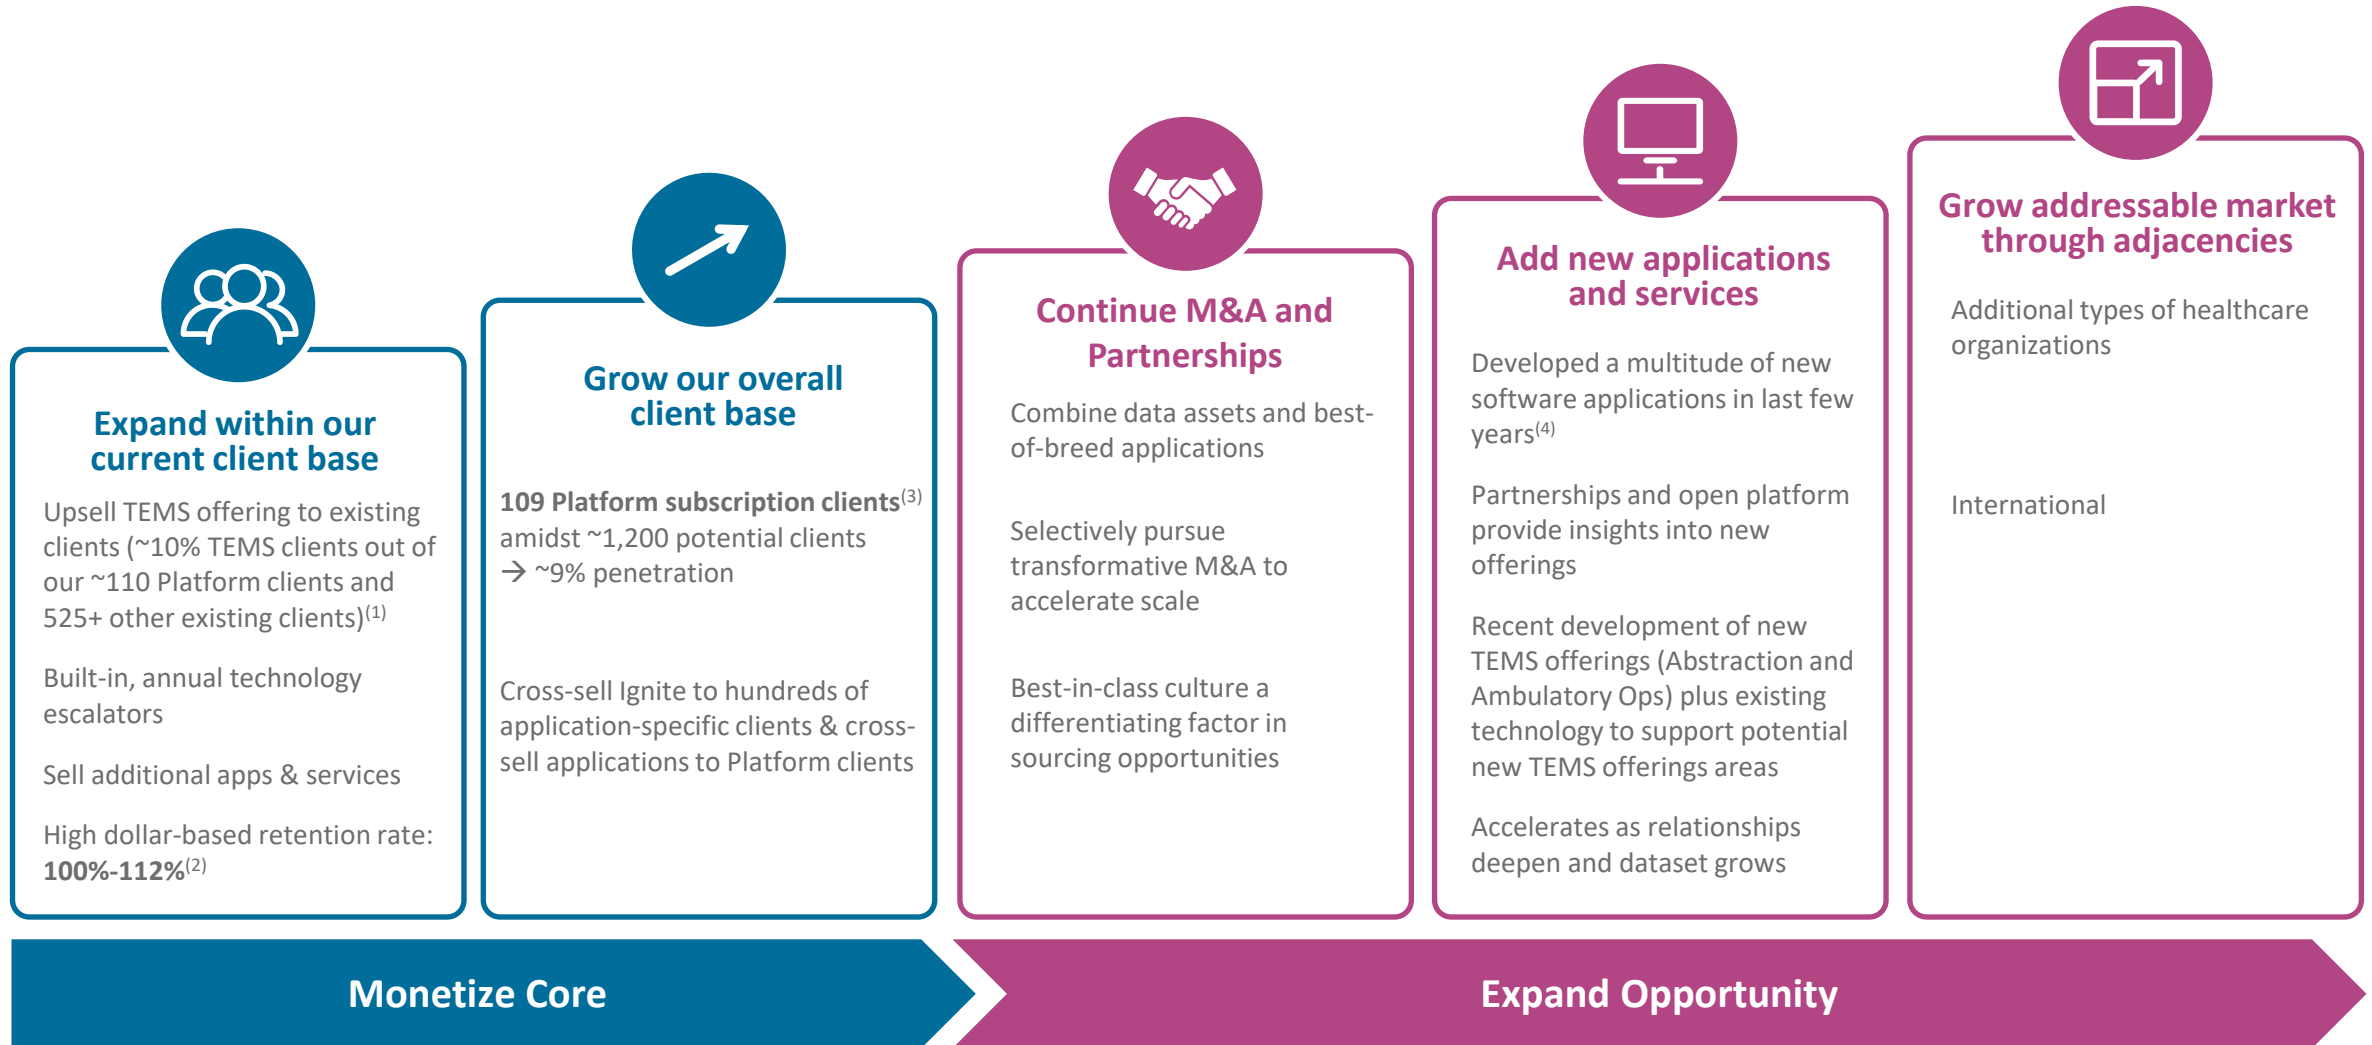 Expand within our
current client base
Upsell TEMS offering to existing
clients (~10% TEMS clients out of
our ~110 Platform clients and
525+ other existing clients)(1)
Built-in, annual technology
escalators
Sell additional apps & services
High dollar-based retention rate:
100%-112%(2)
Grow our overall
client base
109 Platform subscription clients(3)
amidst ~1,200 potential clients
→ ~9% penetration
Cross-sell Ignite to hundreds of
application-specific clients & cross-
sell applications to Platform clients
Continue M&A and
Partnerships
Combine data assets and best-
of-breed applications
Selectively pursue
transformative M&A to
accelerate scale
Best-in-class culture a
differentiating factor in
sourcing opportunities
Add new applications
and services
Developed a multitude of new
software applications in last few
years(4)
Partnerships and open platform
provide insights into new
offerings
Recent development of new
TEMS offerings (Abstraction and
Ambulatory Ops) plus existing
technology to support potential
new TEMS offerings areas
Accelerates as relationships
deepen and dataset grows
Grow addressable market
through adjacencies
Additional types of healthcare
organizations
International
Monetize Core
Expand Opportunity